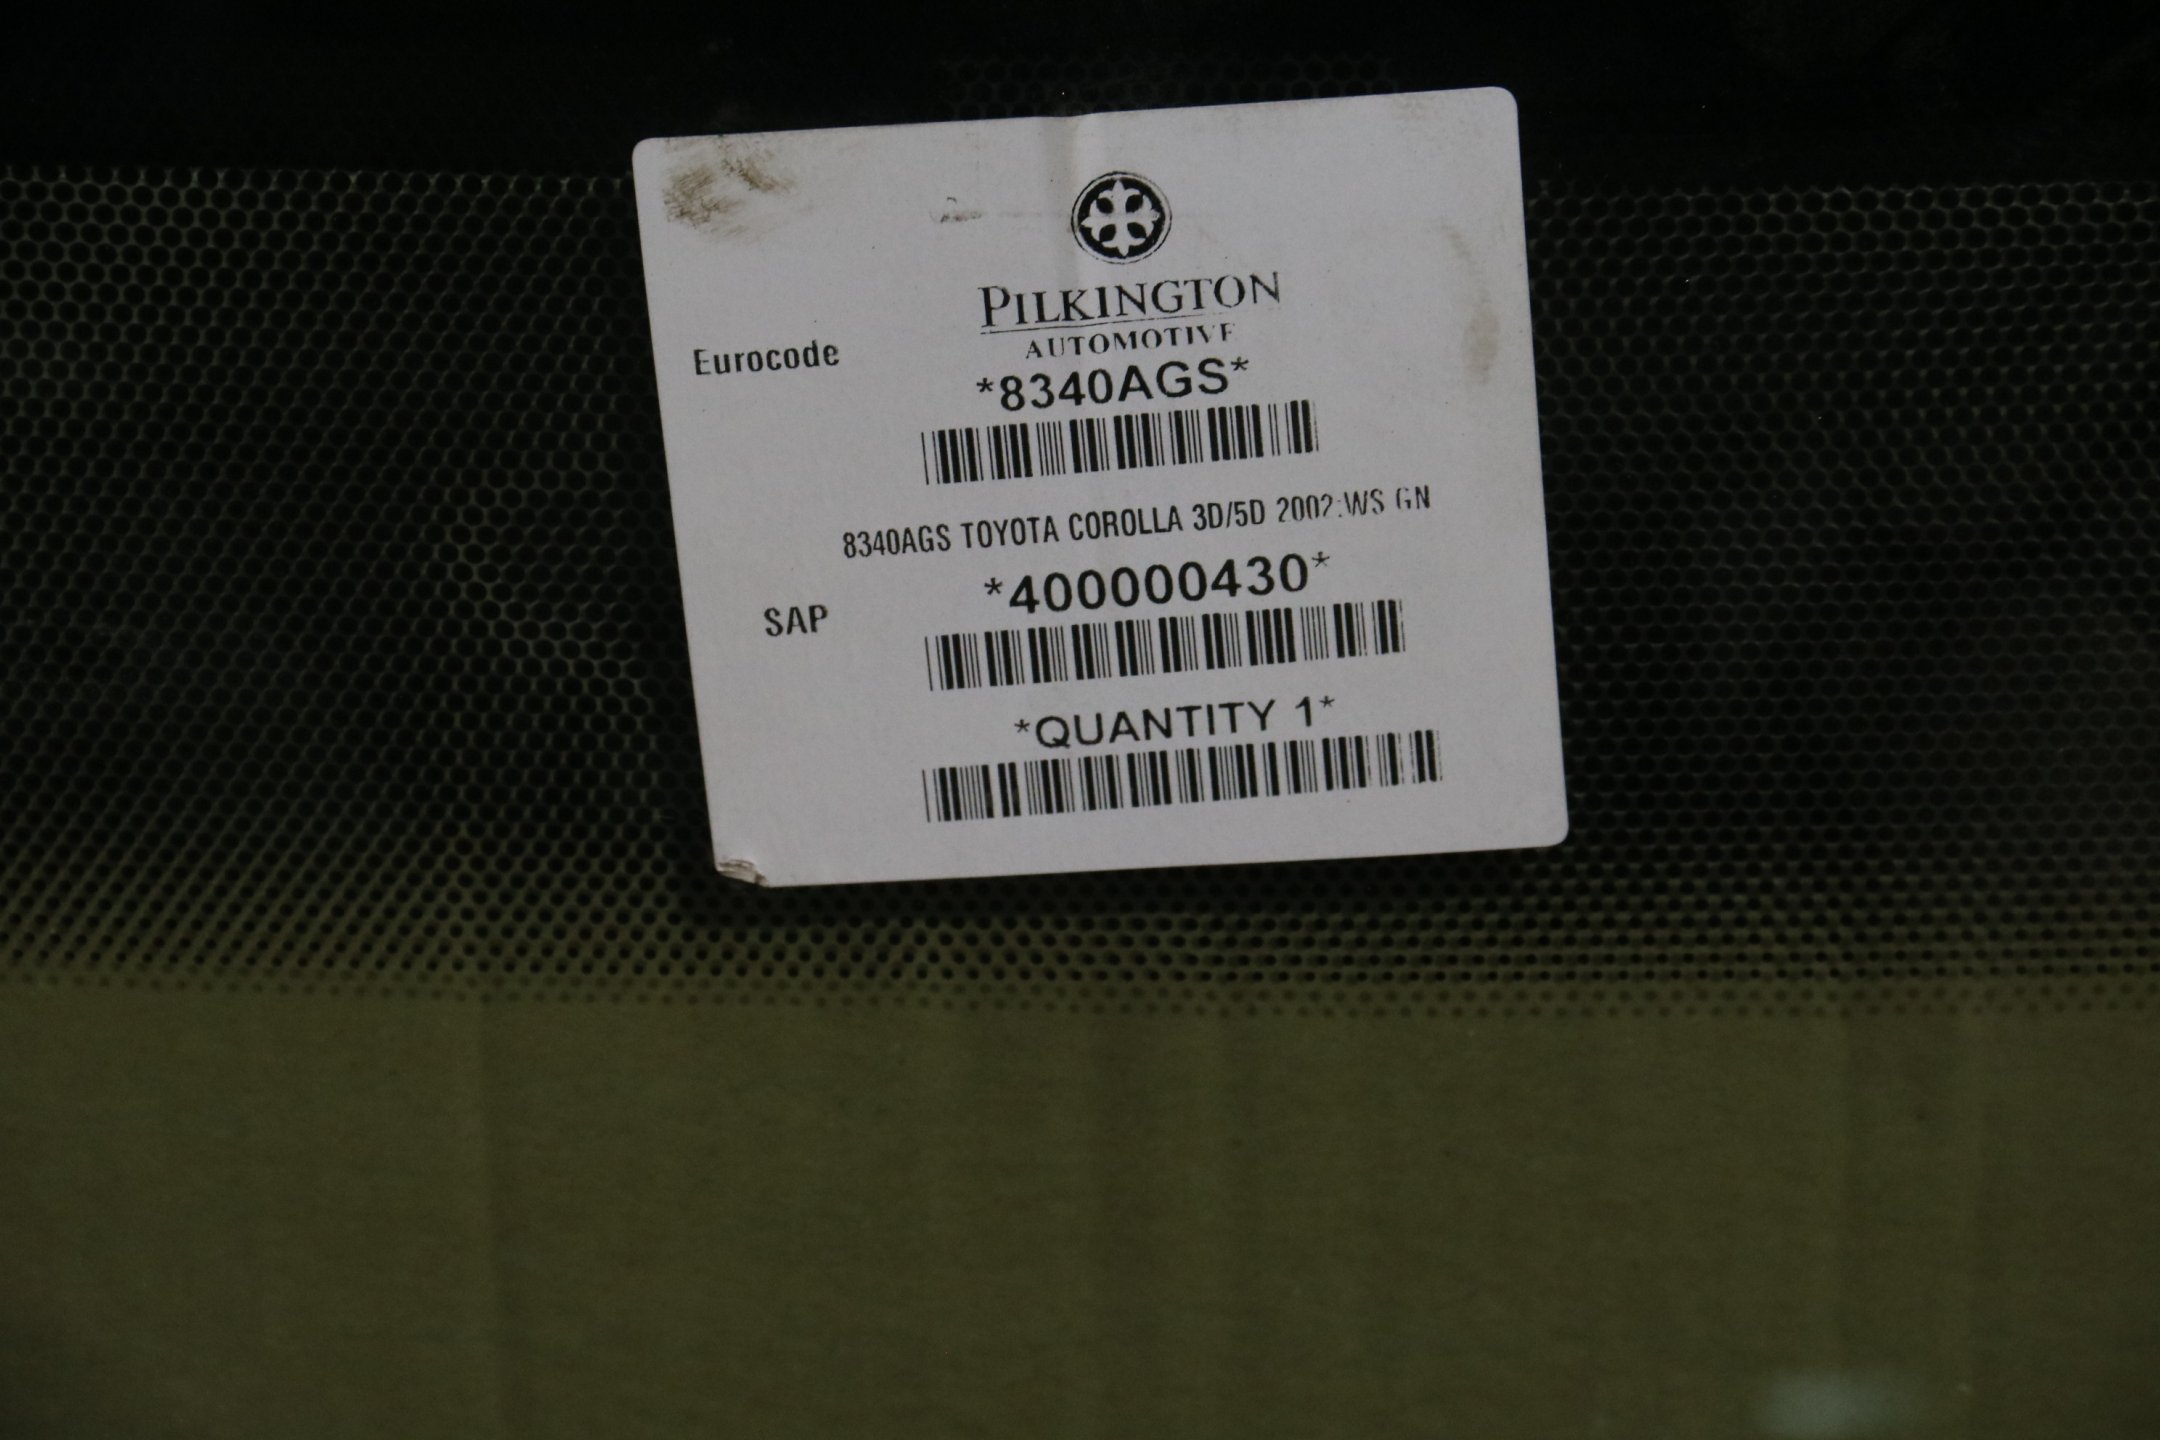 PILKINGTON
AUTOMOTIVE
Eurocode
*8340AGS*
8340AGS TOYOTA COROLLA 3D/5D 2002:WS GN
*400000430*
SAP
*QUANTITY 1*